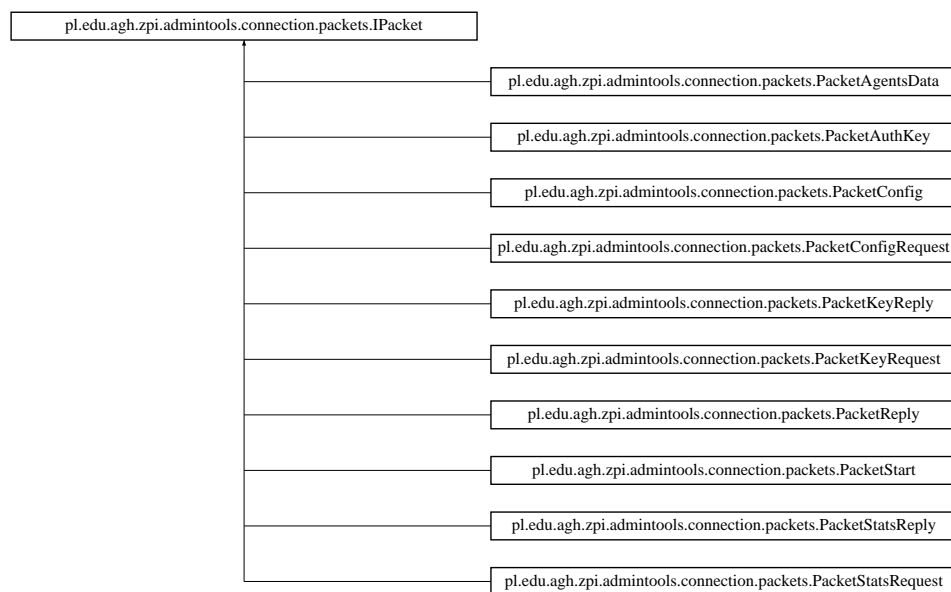 pl.edu.agh.zpi.admintools.connection.packets.IPacket
pl.edu.agh.zpi.admintools.connection.packets.PacketAgentsData
pl.edu.agh.zpi.admintools.connection.packets.PacketAuthKey
pl.edu.agh.zpi.admintools.connection.packets.PacketConfig
pl.edu.agh.zpi.admintools.connection.packets.PacketConfigRequest
pl.edu.agh.zpi.admintools.connection.packets.PacketKeyReply
pl.edu.agh.zpi.admintools.connection.packets.PacketKeyRequest
pl.edu.agh.zpi.admintools.connection.packets.PacketReply
pl.edu.agh.zpi.admintools.connection.packets.PacketStart
pl.edu.agh.zpi.admintools.connection.packets.PacketStatsReply
pl.edu.agh.zpi.admintools.connection.packets.PacketStatsRequest